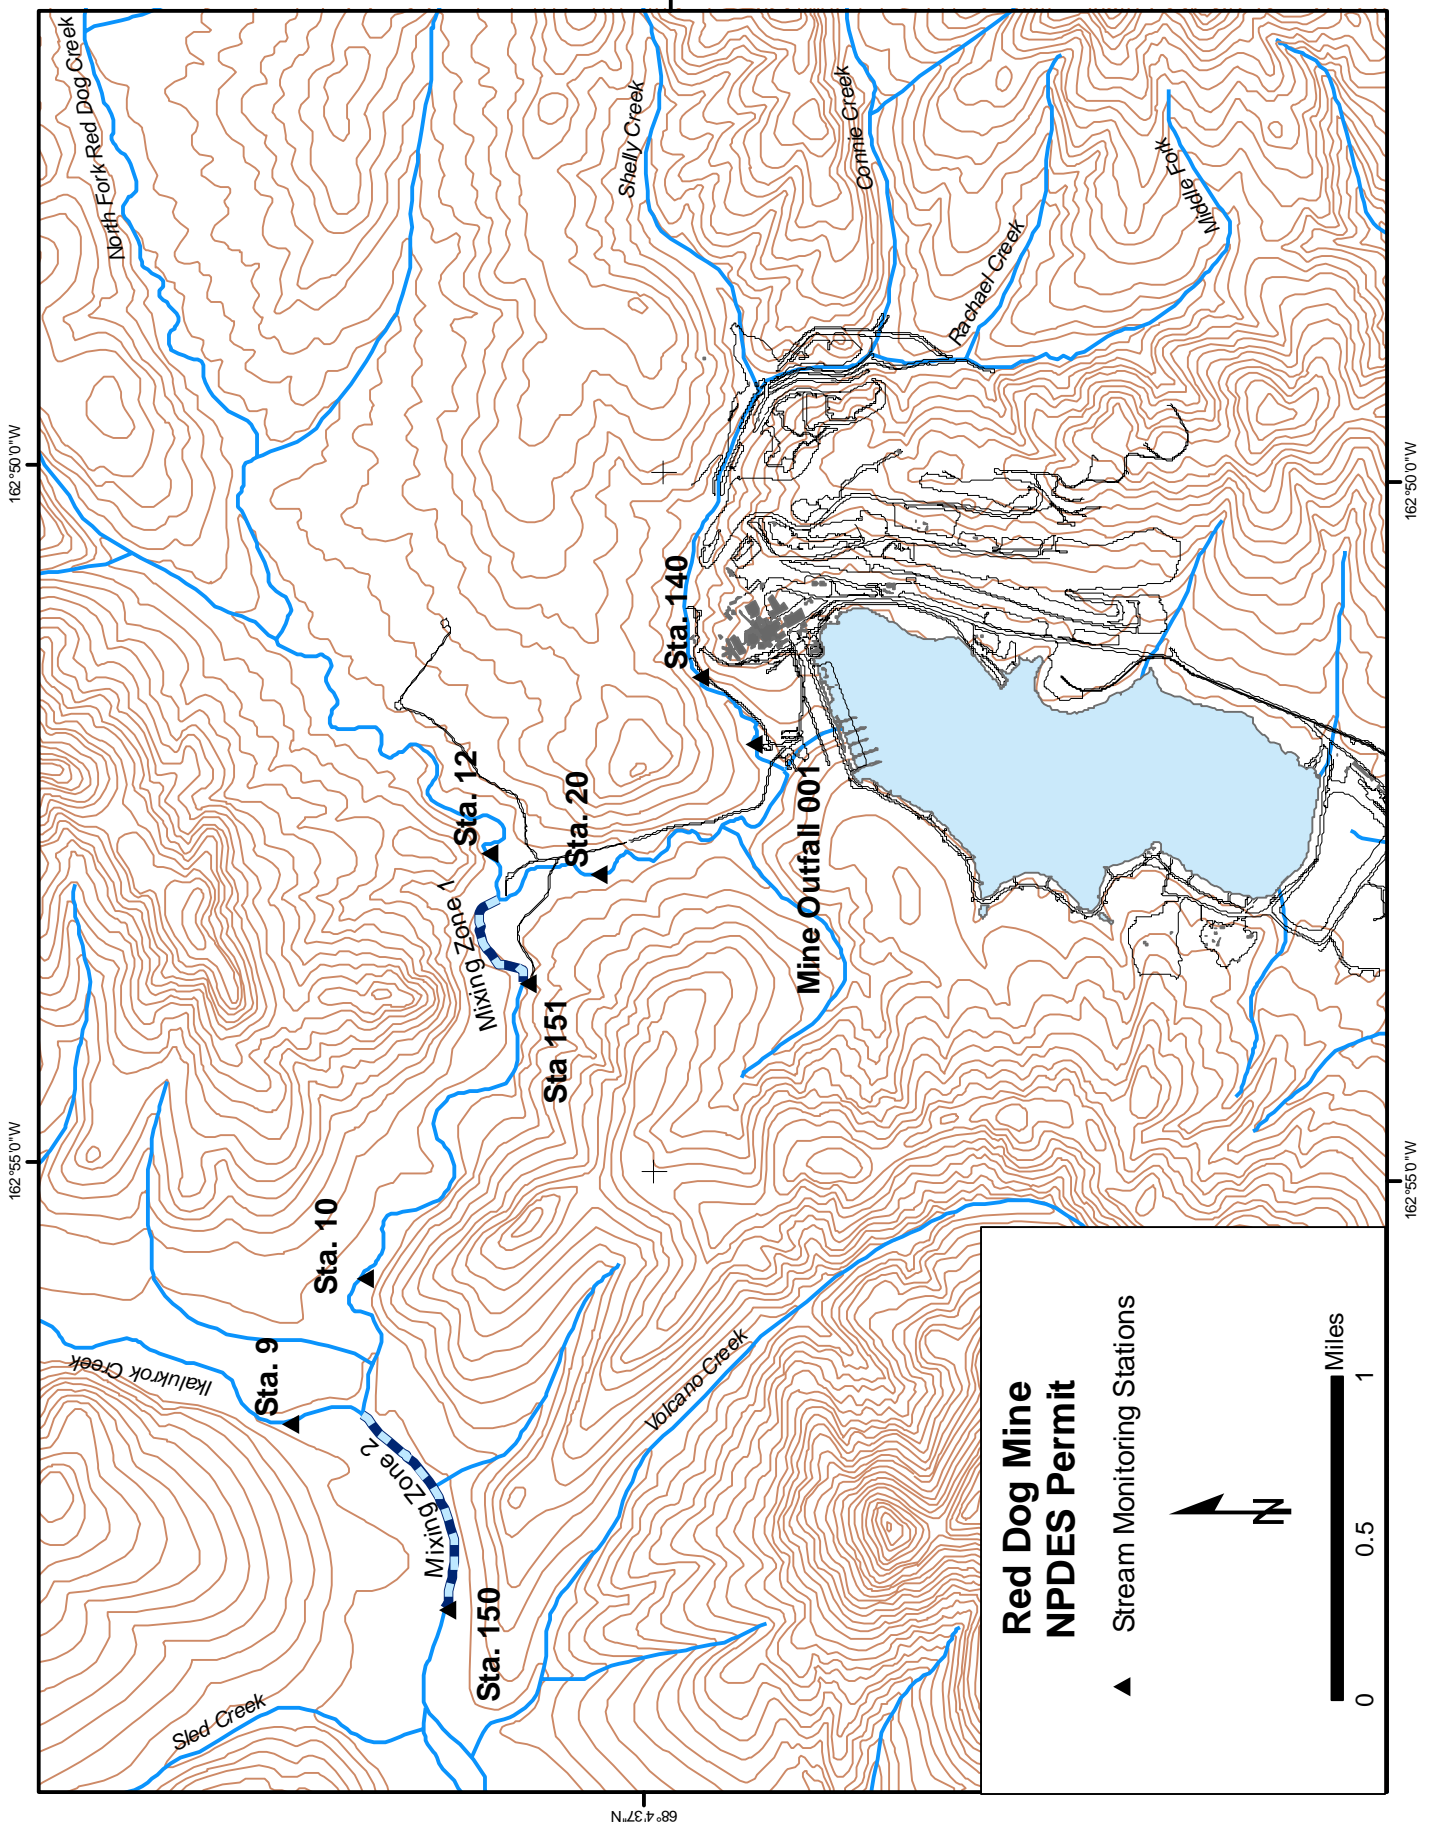 162°55'0"W
162°50'0"W
North Fork Red Dog Creek
Shelly Creek
Connie Creek
Rachael Creek
Middle Fork
Ikalukrok Creek
Sled Creek
Volcano Creek
Sta. 9
Sta. 10
Sta. 12
Sta. 20
Sta. 140
Sta 151
Sta. 150
Mixing Zone 1
Mixing Zone 2
Mine Outfall 001
68°4'37"N
Red Dog Mine
NPDES Permit
Stream Monitoring Stations
N
0 0.5 1 Miles
162°55'0"W
162°50'0"W